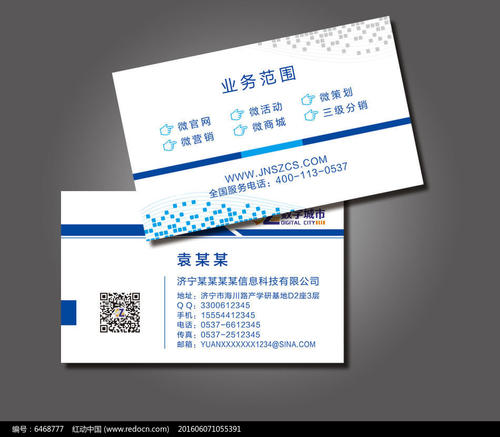 业务范围
微官网 微活动 微策划
微营销 微商城 三级分销
WWW.JNSZCS.COM
全国服务电话：400-113-0537
数字城市
DIGITAL CITY
袁某某
济宁某某某某信息科技有限公司
地址：济宁市海川路产学研基地D2座3层
Q Q：3300612345
手机：15554412345
电话：0537-6612345
传真：0537-2512345
邮箱：YUANXXXXXXX1234@SINA.COM
编号：6468777 红动中国 (www.redocn.com) 201606071055391